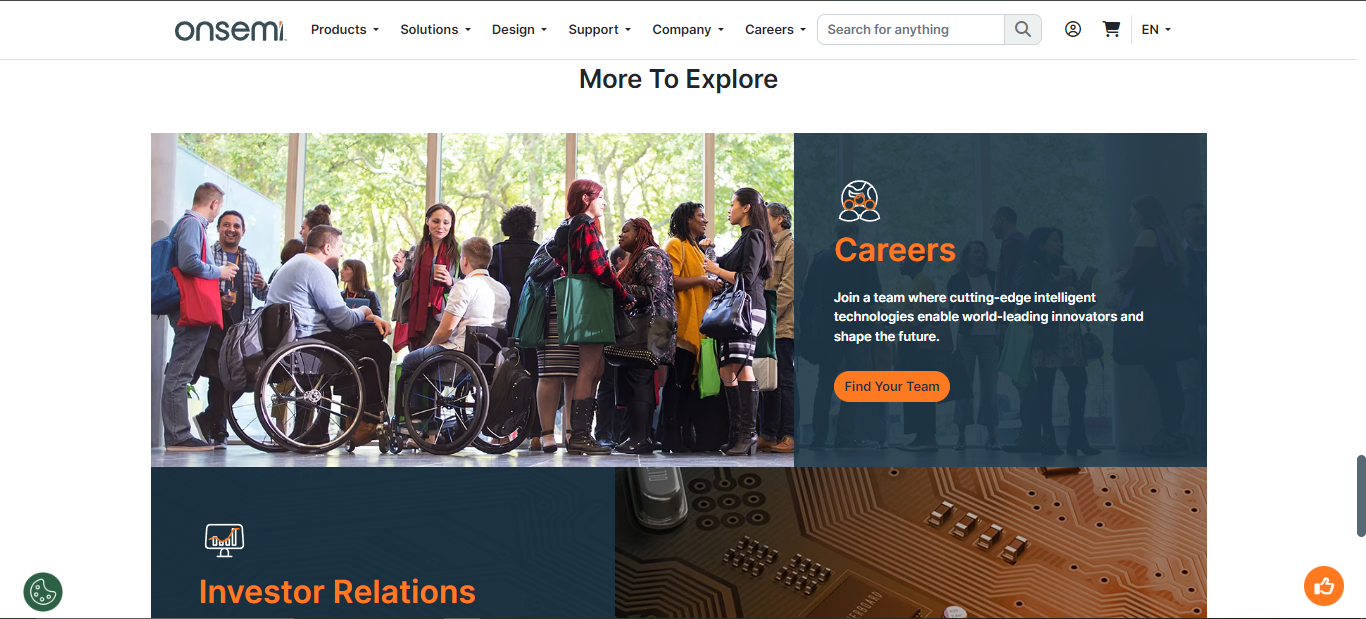 onsemi
Products
Solutions
Design
Support
Company
Careers
Search for anything
EN
More To Explore
Careers
Join a team where cutting-edge intelligent
technologies enable world-leading innovators and
shape the future.
Find Your Team
Investor Relations